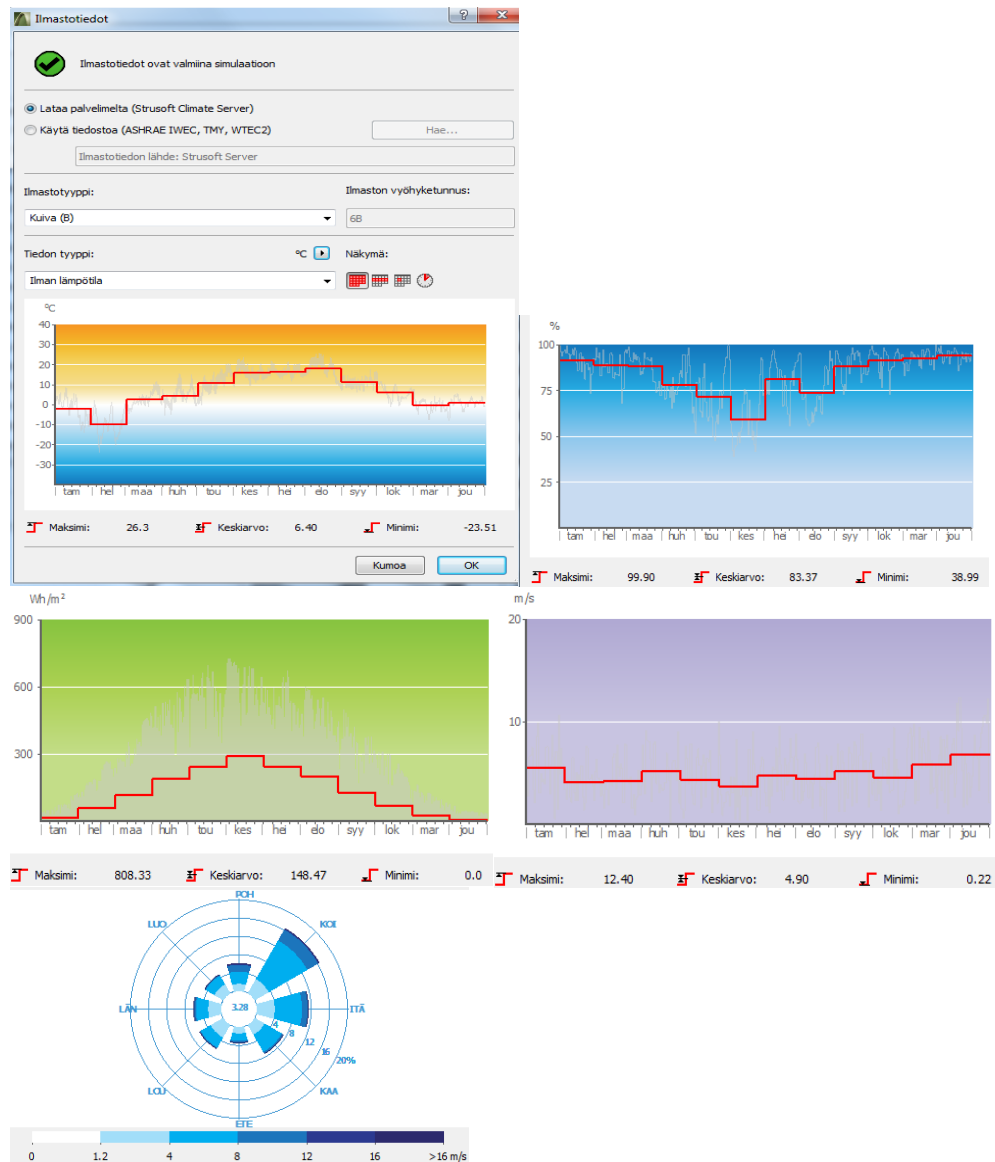 Ilmastotiedot
Ilmastotiedot ovat valmiina simulaatioon
Lataa palvelimelta (Strusoft Climate Server)
Käytä tiedostoa (ASHRAE IWEC, TMY, WTEC2)
Hae...
Ilmastotiedon lähde: Strusoft Server
Ilmastotyyppi:
Ilmaston vyöhyketunnus:
Kuiva (B)
6B
Tiedon tyyppi:
°C
Näkymä:
Ilman lämpötila
°C
40
30
20
10
0
-10
-20
-30
tam hel maa huh tou kes hei elo syy lok mar jou
Maksimi: 26.3 Keskiarvo: 6.40 Minimi: -23.51
Kumoa
OK
%
100
75
50
25
tam hel maa huh tou kes hei elo syy lok mar jou
Maksimi: 99.90 Keskiarvo: 83.37 Minimi: 38.99
Wh/m²
900
600
300
tam hel maa huh tou kes hei elo syy lok mar jou
Maksimi: 808.33 Keskiarvo: 148.47 Minimi: 0.0
m/s
20
10
tam hel maa huh tou kes hei elo syy lok mar jou
Maksimi: 12.40 Keskiarvo: 4.90 Minimi: 0.22
POH
LUO
KOI
LÄN
3.28
ITÄ
4
8
12
16
20%
LOU
KAA
ETE
0 1.2 4 8 12 16 >16 m/s